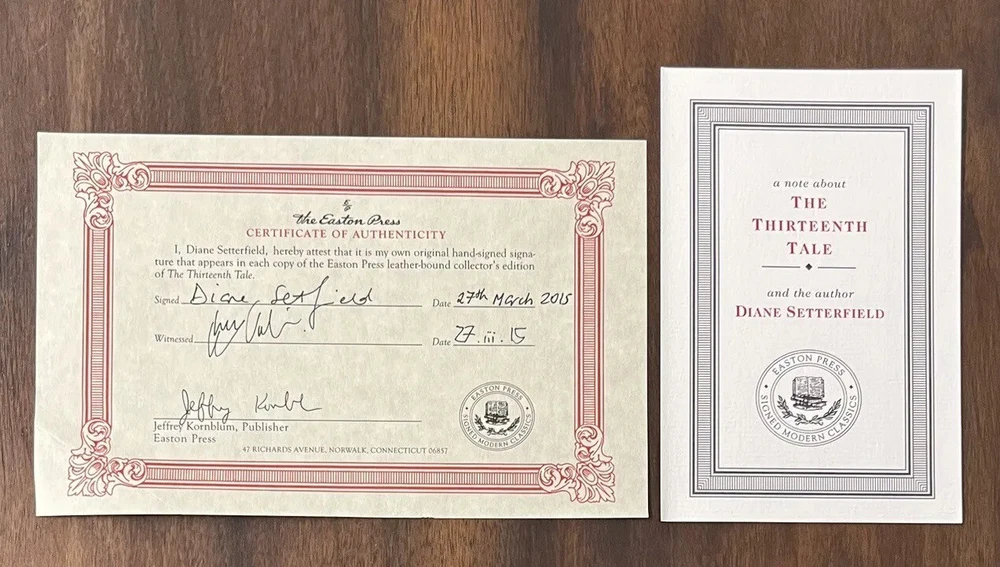 The Easton Press
CERTIFICATE OF AUTHENTICITY
I, Diane Setterfield, hereby attest that it is my own original hand-signed signa-
ture that appears in each copy of the Easton Press leather-bound collector's edition
of The Thirteenth Tale.
Signed Diane Setterfield Date 27th March 2015
Witnessed Date 27.iii.15
Jeffrey Kornblum, Publisher
Easton Press
47 RICHARDS AVENUE, NORWALK, CONNECTICUT 06857
EASTON PRESS
SIGNED MODERN CLASSICS
a note about
THE
THIRTEENTH
TALE
and the author
DIANE SETTERFIELD
EASTON PRESS
SIGNED MODERN CLASSICS